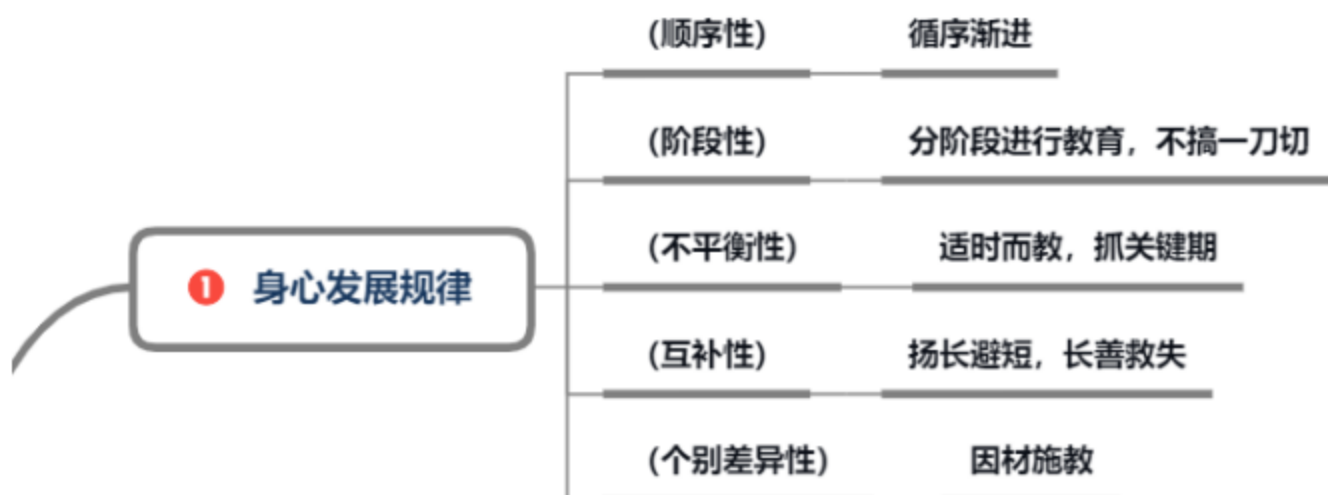 (顺序性) 循序渐进
(阶段性) 分阶段进行教育，不搞一刀切
(不平衡性) 适时而教，抓关键期
1 身心发展规律
(互补性) 扬长避短，长善救失
(个别差异性) 因材施教